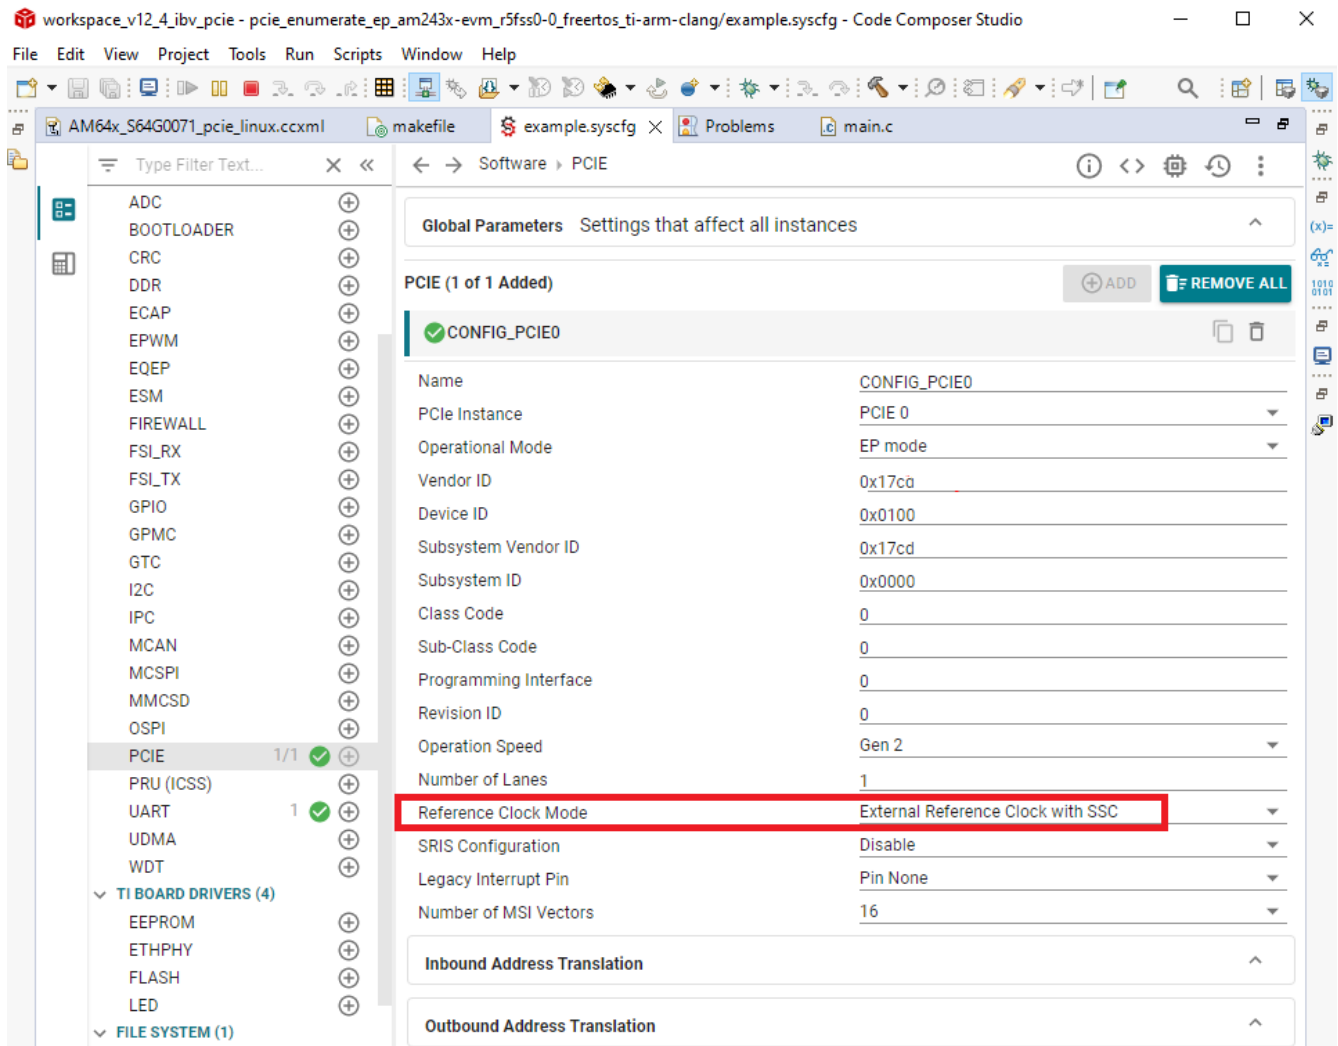 workspace_v12_4_ibv_pcie - pcie_enumerate_ep_am243x-evm_r5fss0-0_freertos_ti-arm-clang/example.syscfg - Code Composer Studio
File Edit View Project Tools Run Scripts Window Help
AM64x_S64G0071_pcie_linux.ccxml makefile example.syscfg Problems main.c
Type Filter Text...
Software › PCIE
ADC
BOOTLOADER
CRC
DDR
ECAP
EPWM
EQEP
ESM
FIREWALL
FSI_RX
FSI_TX
GPIO
GPMC
GTC
I2C
IPC
MCAN
MCSPI
MMCSD
OSPI
PCIE 1/1
PRU (ICSS)
UART 1
UDMA
WDT
TI BOARD DRIVERS (4)
EEPROM
ETHPHY
FLASH
LED
FILE SYSTEM (1)
Global Parameters Settings that affect all instances
PCIE (1 of 1 Added) ADD REMOVE ALL
CONFIG_PCIE0
Name CONFIG_PCIE0
PCIe Instance PCIE 0
Operational Mode EP mode
Vendor ID 0x17cd
Device ID 0x0100
Subsystem Vendor ID 0x17cd
Subsystem ID 0x0000
Class Code 0
Sub-Class Code 0
Programming Interface 0
Revision ID 0
Operation Speed Gen 2
Number of Lanes 1
Reference Clock Mode External Reference Clock with SSC
SRIS Configuration Disable
Legacy Interrupt Pin Pin None
Number of MSI Vectors 16
Inbound Address Translation
Outbound Address Translation
(x)=
1010
0101